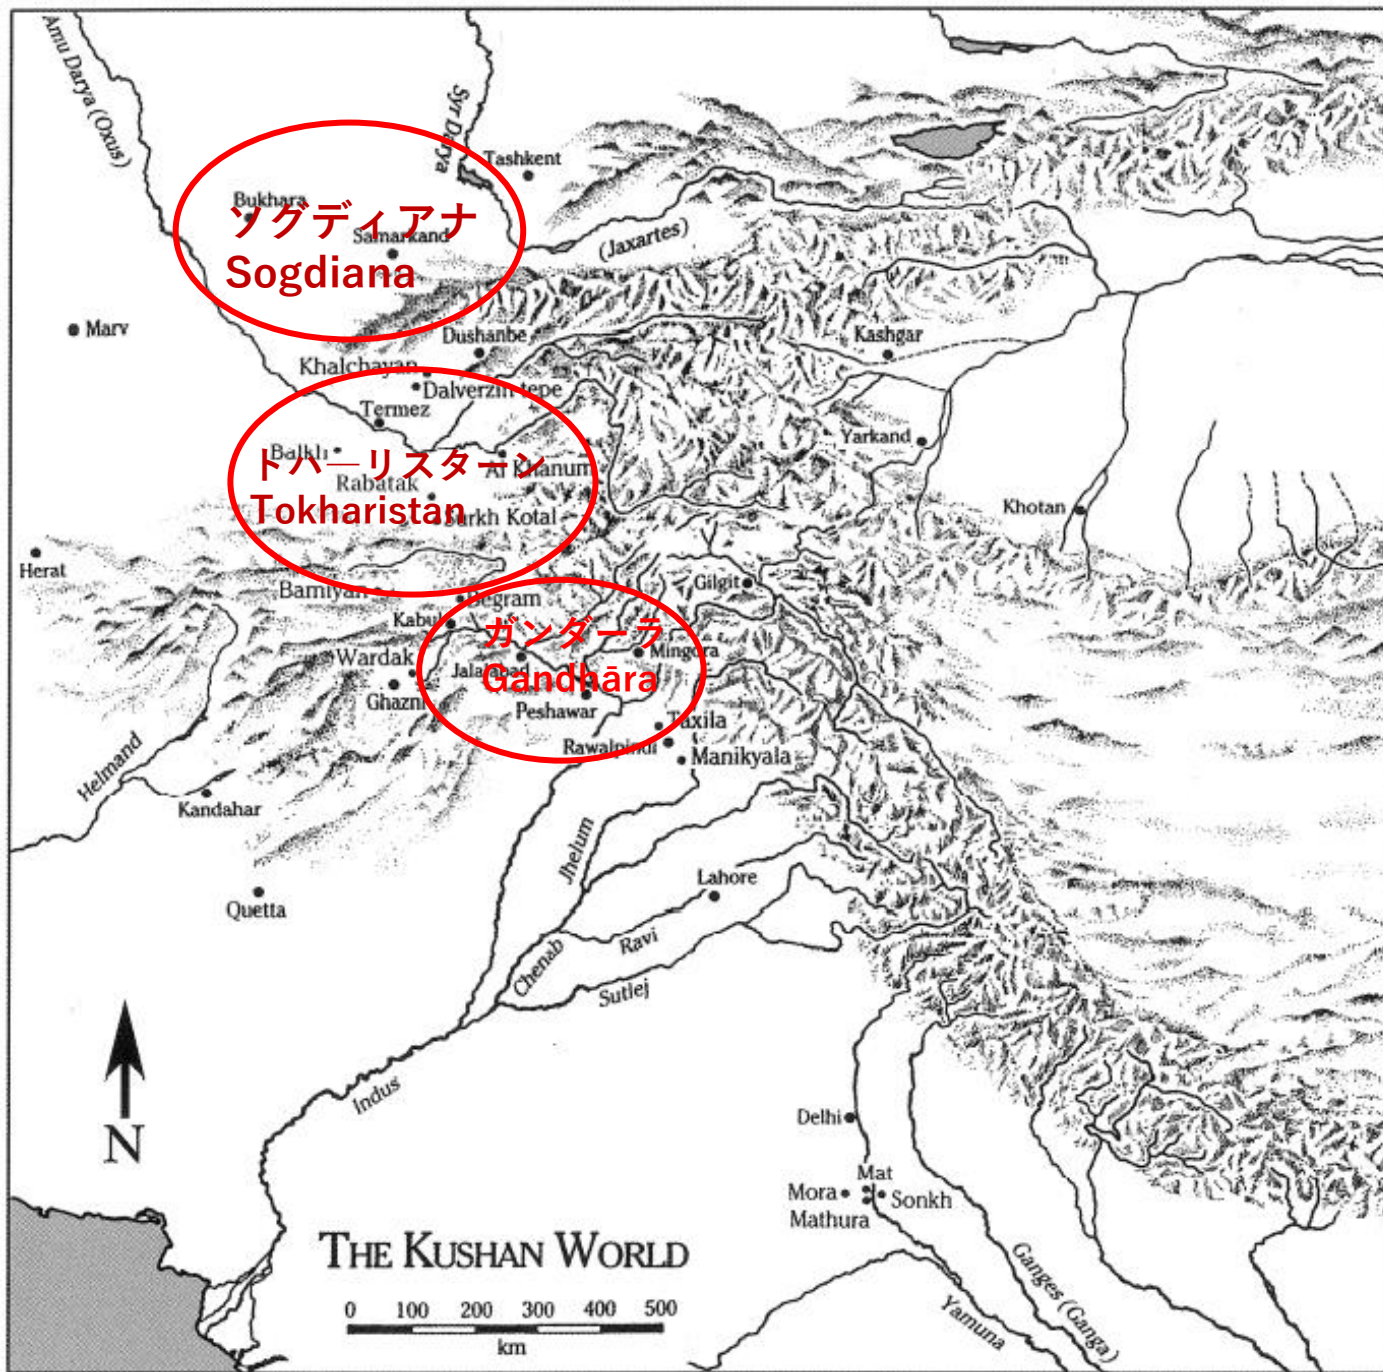 Amu Darya (Oxus)
Syr Darya
Tashkent
Bukhara
ソグディアナ
Samarkand
Sogdiana
(Jaxartes)
Marv
Dushanbe
Kashgar
Khalchayan
Dalverzin tepe
Termez
Yarkand
Balkh
トハ―リスターン
Ai Khanum
Rabatak
Tokharistan
Surkh Kotal
Khotan
Herat
Bamiyan
Begram
Gilgit
Kabul
ガンダーラ
Mingora
Wardak
Jalalabad
Gandhāra
Ghazni
Peshawar
Taxila
Rawalpindi
Manikyala
Helmand
Kandahar
Jhelum
Lahore
Quetta
Chenab
Ravi
Sutlej
Indus
N
Delhi
Mat
Mora
Sonkh
Mathura
THE KUSHAN WORLD
0 100 200 300 400 500
km
Ganges (Ganga)
Yamuna